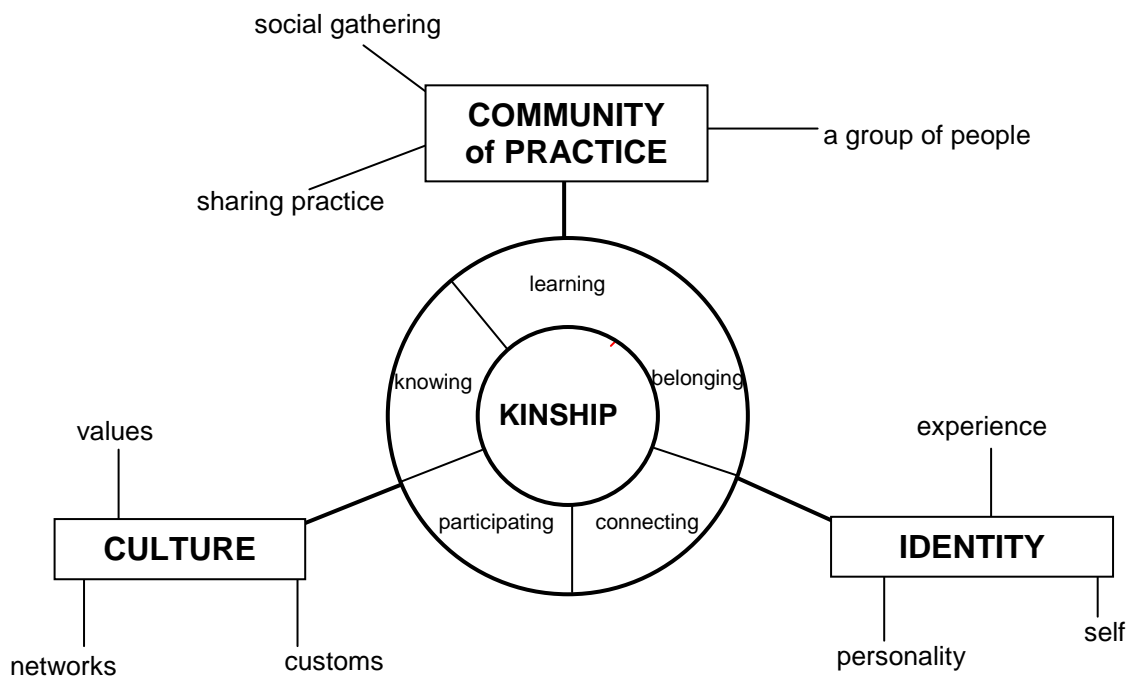 social gathering
COMMUNITY
of PRACTICE
a group of people
sharing practice
learning
knowing
belonging
KINSHIP
values
experience
participating
connecting
CULTURE
IDENTITY
networks
customs
personality
self